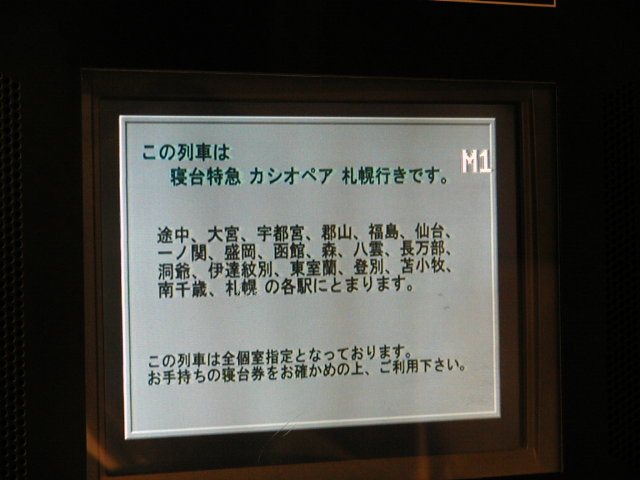 この列車は
M1
寝台特急 カシオペア 札幌行きです。
途中、大宮、宇都宮、郡山、福島、仙台、
一ノ関、盛岡、函館、森、八雲、長万部、
洞爺、伊達紋別、東室蘭、登別、苫小牧、
南千歳、札幌 の各駅にとまります。
この列車は全個室指定となっております。
お手持ちの寝台券をお確かめの上、ご利用下さい。